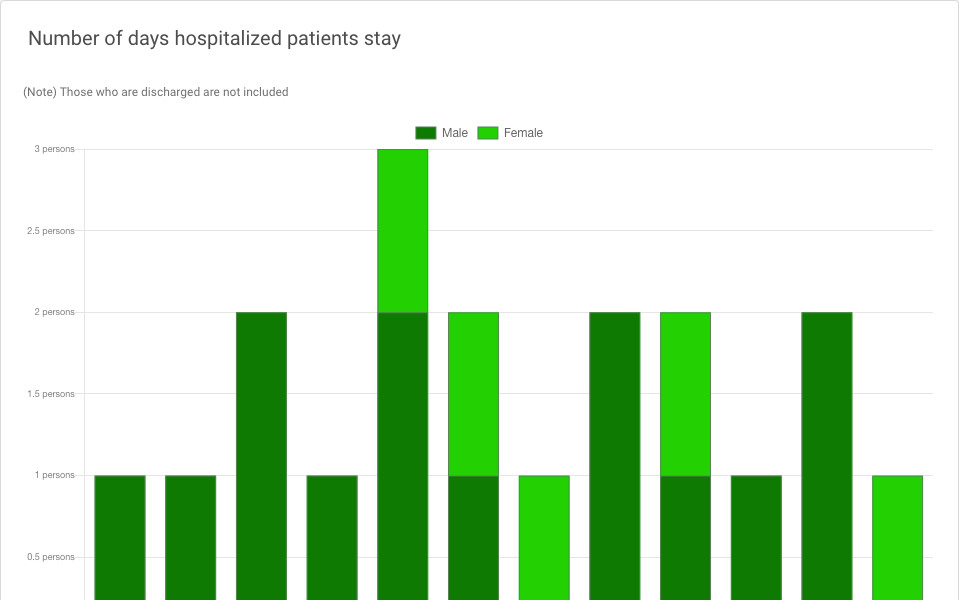 Number of days hospitalized patients stay
(Note) Those who are discharged are not included
Male Female
3 persons
2.5 persons
2 persons
1.5 persons
1 persons
0.5 persons